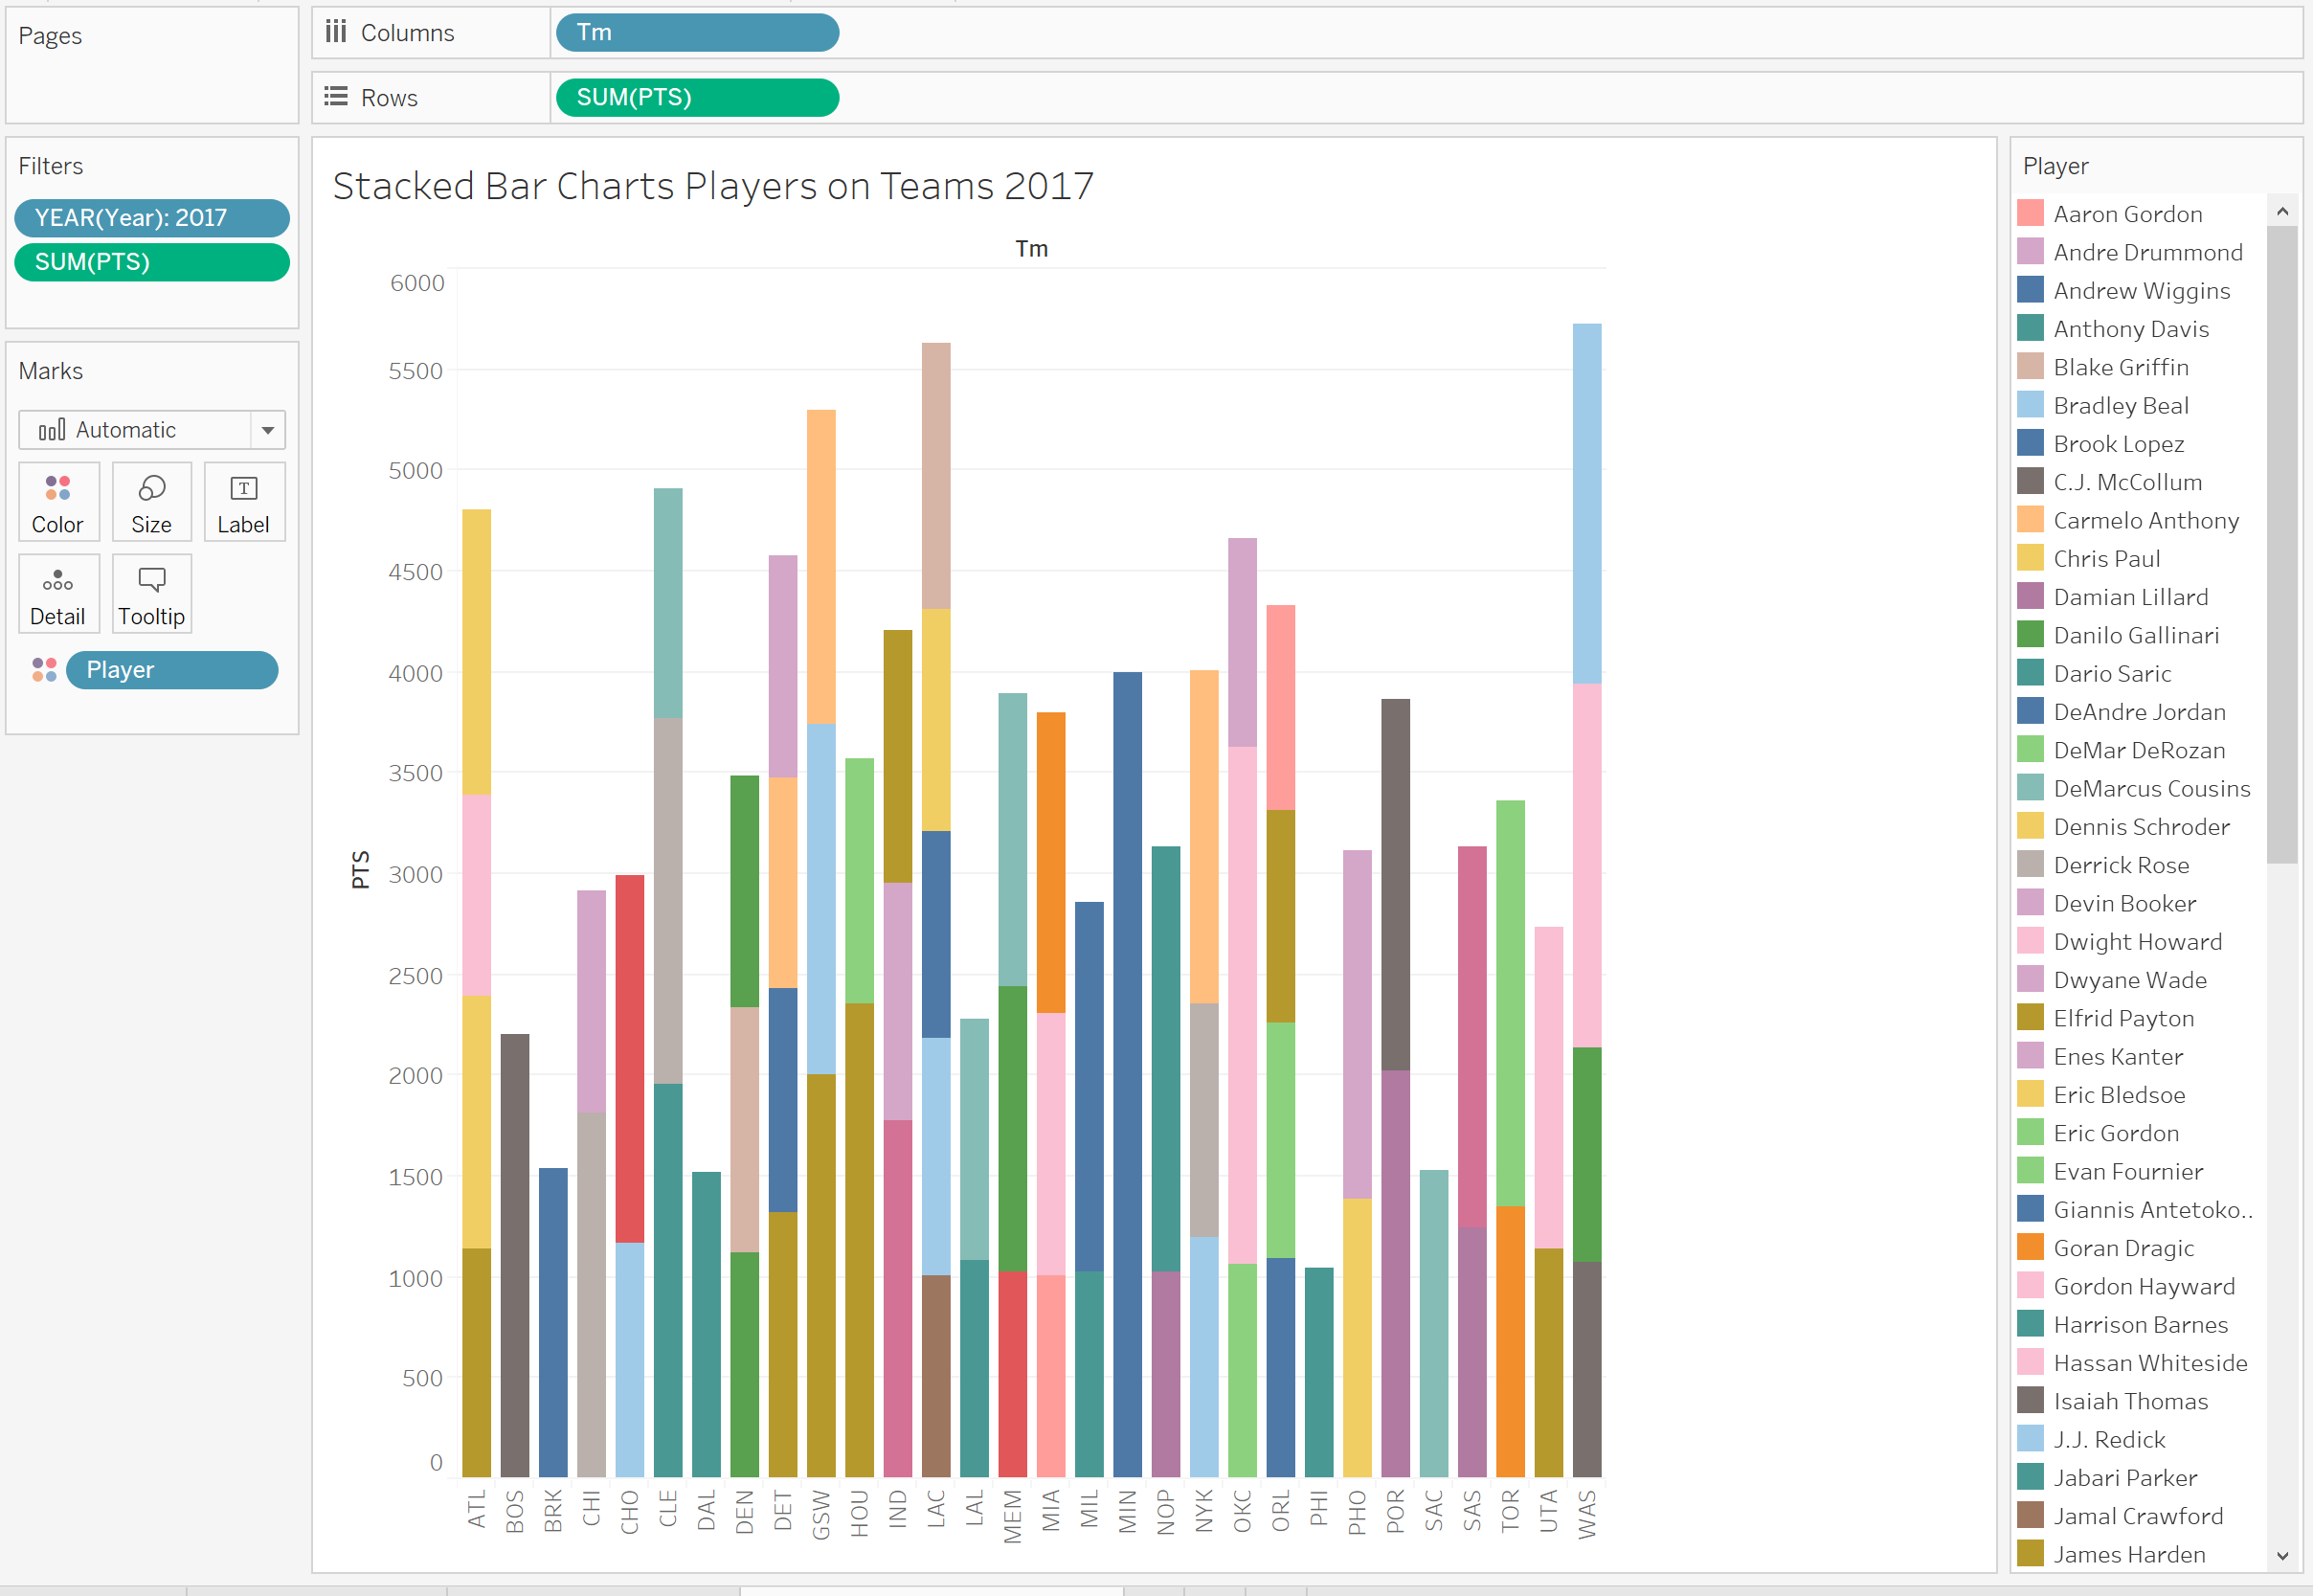 Pages
Columns
Tm
Rows
SUM(PTS)
Filters
YEAR(Year): 2017
SUM(PTS)
Marks
Automatic
Color
Size
Label
Detail
Tooltip
Player
Stacked Bar Charts Players on Teams 2017
Tm
PTS
6000
5500
5000
4500
4000
3500
3000
2500
2000
1500
1000
500
0
ATL
BOS
BRK
CHI
CHO
CLE
DAL
DEN
DET
GSW
HOU
IND
LAC
LAL
MEM
MIA
MIL
MIN
NOP
NYK
OKC
ORL
PHI
PHO
POR
SAC
SAS
TOR
UTA
WAS
Player
Aaron Gordon
Andre Drummond
Andrew Wiggins
Anthony Davis
Blake Griffin
Bradley Beal
Brook Lopez
C.J. McCollum
Carmelo Anthony
Chris Paul
Damian Lillard
Danilo Gallinari
Dario Saric
DeAndre Jordan
DeMar DeRozan
DeMarcus Cousins
Dennis Schroder
Derrick Rose
Devin Booker
Dwight Howard
Dwyane Wade
Elfrid Payton
Enes Kanter
Eric Bledsoe
Eric Gordon
Evan Fournier
Giannis Antetoko..
Goran Dragic
Gordon Hayward
Harrison Barnes
Hassan Whiteside
Isaiah Thomas
J.J. Redick
Jabari Parker
Jamal Crawford
James Harden